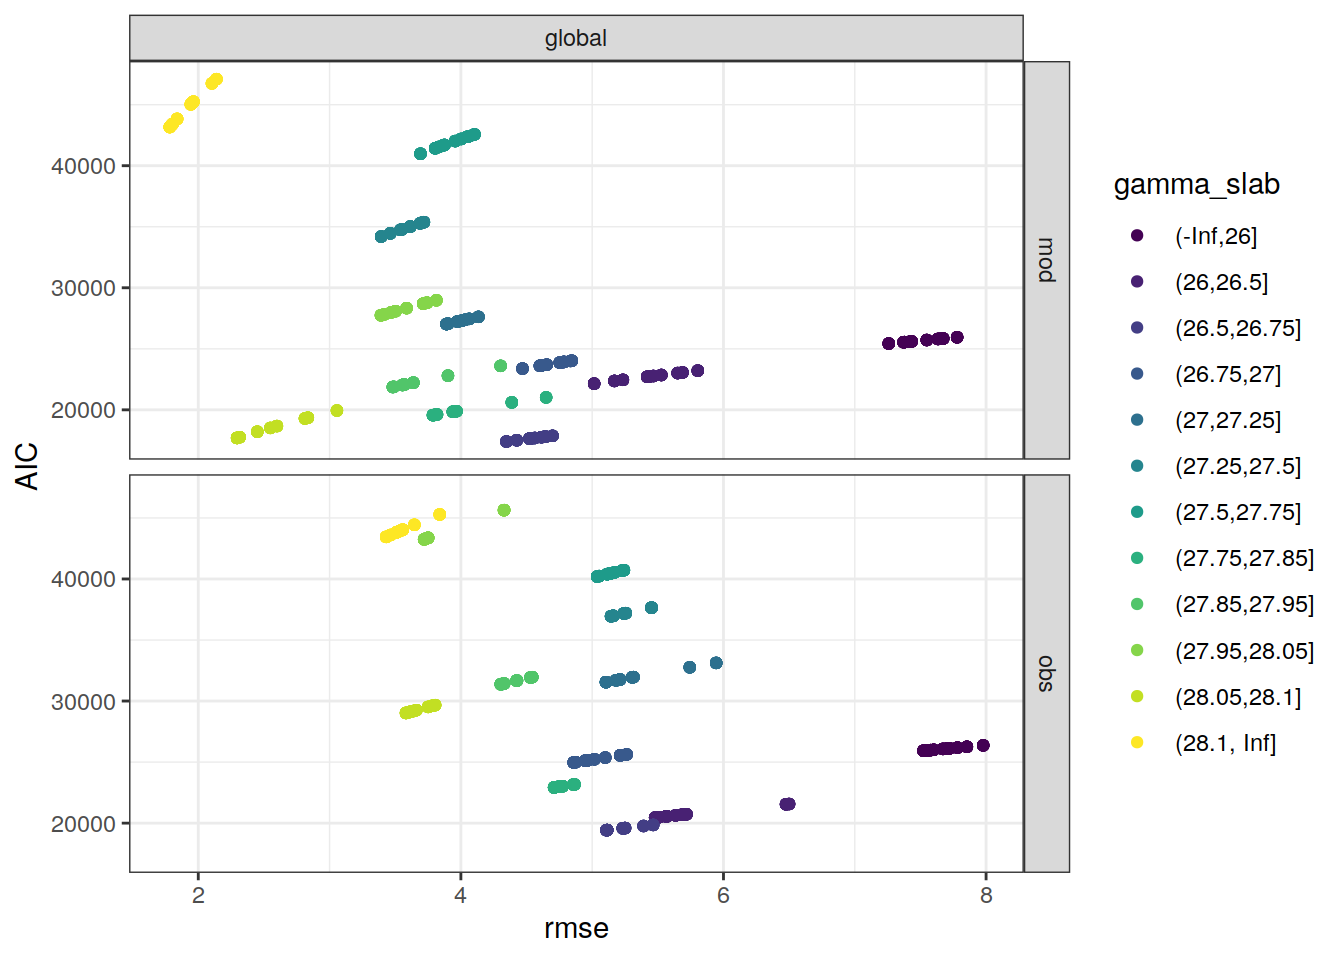 global
40000
30000
20000
mod
40000
30000
20000
obs
AIC
2 4 6 8
rmse
gamma_slab
(-Inf,26]
(26,26.5]
(26.5,26.75]
(26.75,27]
(27,27.25]
(27.25,27.5]
(27.5,27.75]
(27.75,27.85]
(27.85,27.95]
(27.95,28.05]
(28.05,28.1]
(28.1, Inf]